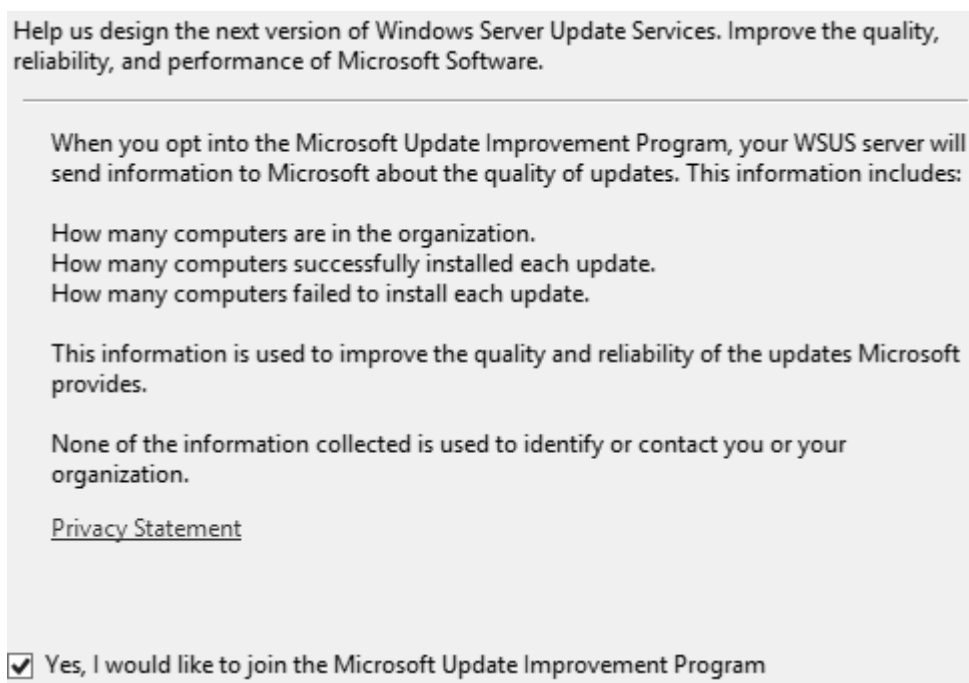 Help us design the next version of Windows Server Update Services. Improve the quality,
reliability, and performance of Microsoft Software.
When you opt into the Microsoft Update Improvement Program, your WSUS server will
send information to Microsoft about the quality of updates. This information includes:
How many computers are in the organization.
How many computers successfully installed each update.
How many computers failed to install each update.
This information is used to improve the quality and reliability of the updates Microsoft
provides.
None of the information collected is used to identify or contact you or your
organization.
Privacy Statement
Yes, I would like to join the Microsoft Update Improvement Program